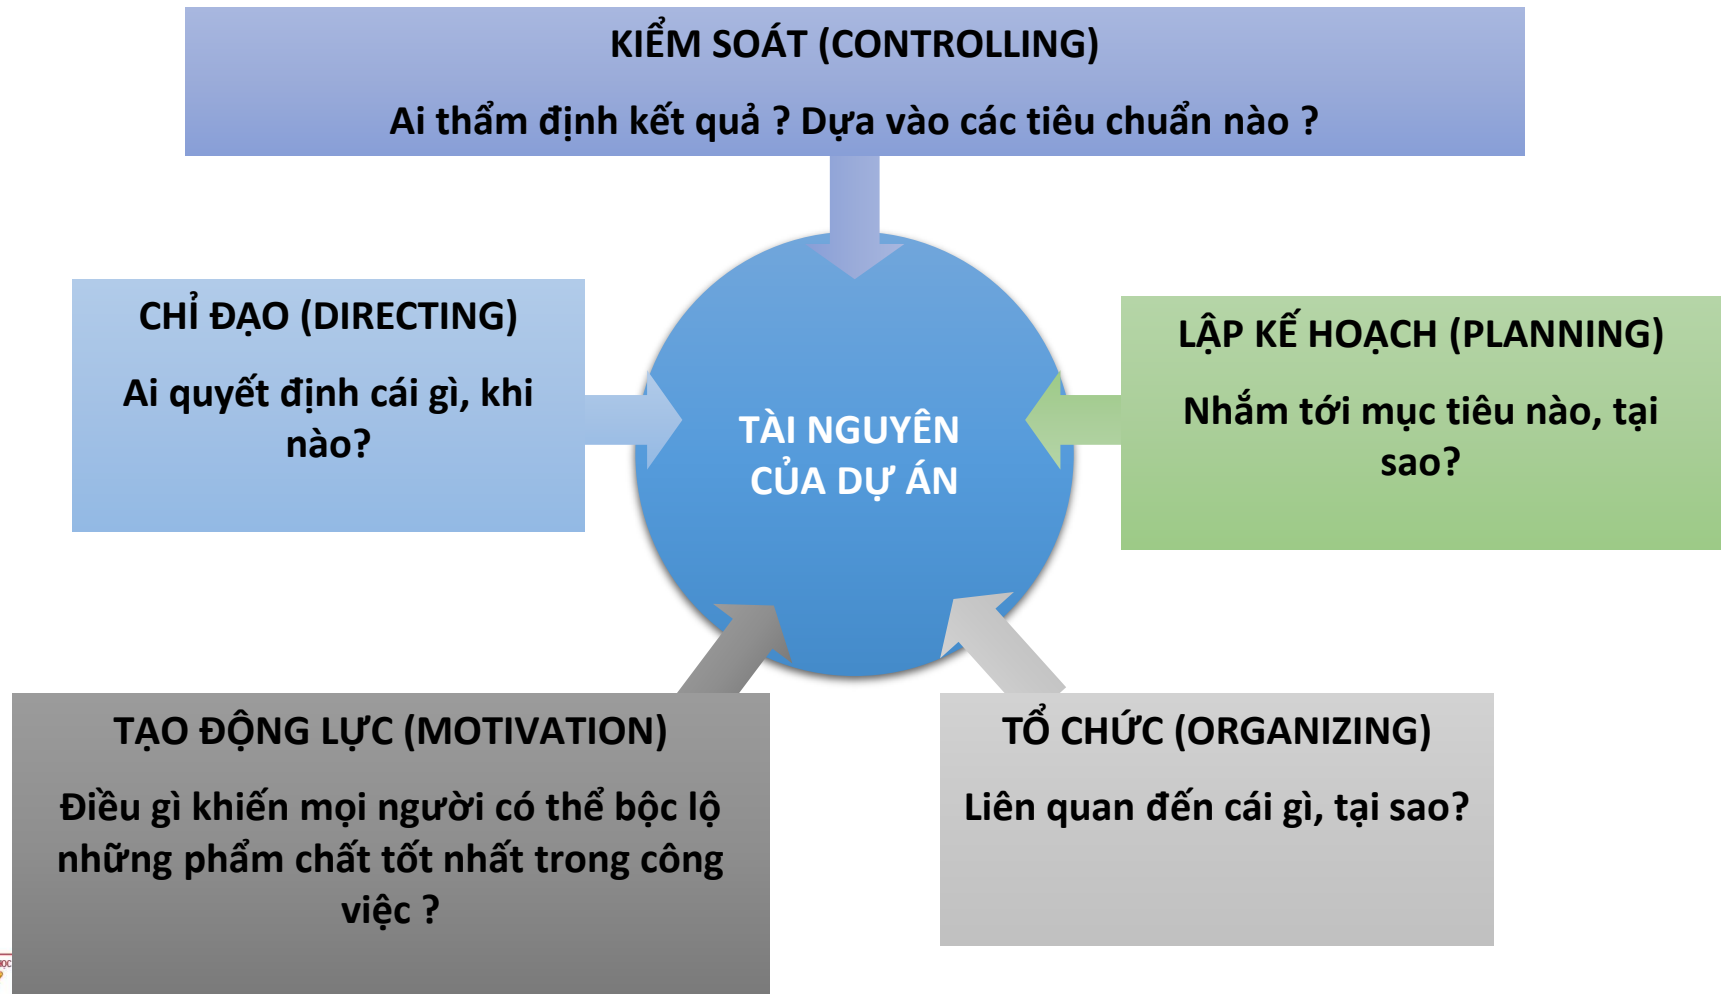 KIỂM SOÁT (CONTROLLING)
Ai thẩm định kết quả ? Dựa vào các tiêu chuẩn nào ?
CHỈ ĐẠO (DIRECTING)
Ai quyết định cái gì, khi
nào?
LẬP KẾ HOẠCH (PLANNING)
Nhắm tới mục tiêu nào, tại
sao?
TÀI NGUYÊN
CỦA DỰ ÁN
TẠO ĐỘNG LỰC (MOTIVATION)
Điều gì khiến mọi người có thể bộc lộ
những phẩm chất tốt nhất trong công
việc ?
TỔ CHỨC (ORGANIZING)
Liên quan đến cái gì, tại sao?